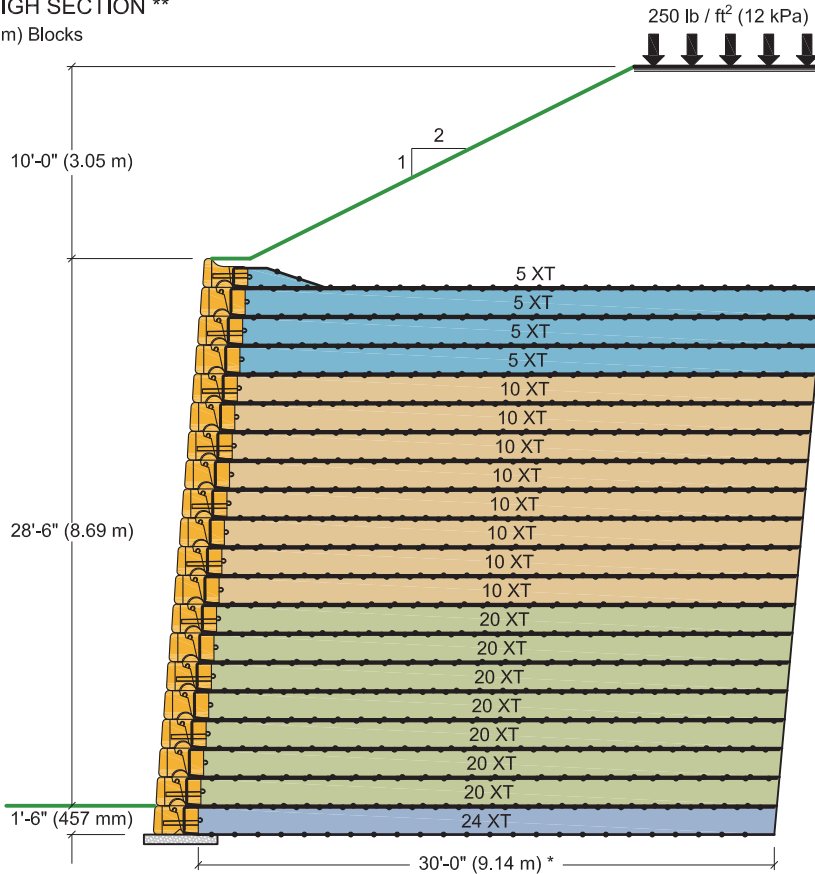 IGH SECTION **
m) Blocks
250 lb / ft² (12 kPa)
2
1
10'-0" (3.05 m)
5 XT
5 XT
5 XT
5 XT
10 XT
10 XT
10 XT
10 XT
10 XT
28'-6" (8.69 m)
10 XT
10 XT
10 XT
20 XT
20 XT
20 XT
20 XT
20 XT
20 XT
20 XT
1'-6" (457 mm)
24 XT
30'-0" (9.14 m) *